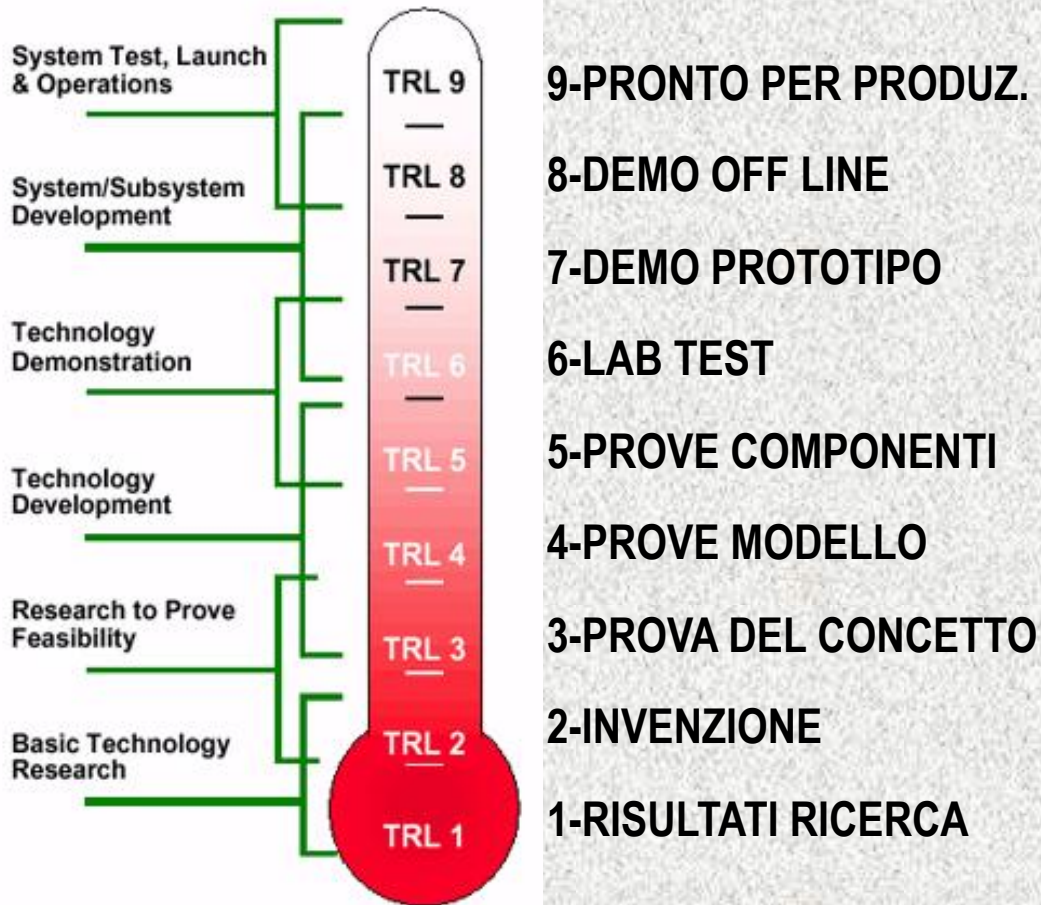 System Test, Launch
& Operations
System/Subsystem
Development
Technology
Demonstration
Technology
Development
Research to Prove
Feasibility
Basic Technology
Research
TRL 9
TRL 8
TRL 7
TRL 6
TRL 5
TRL 4
TRL 3
TRL 2
TRL 1
9-PRONTO PER PRODUZ.
8-DEMO OFF LINE
7-DEMO PROTOTIPO
6-LAB TEST
5-PROVE COMPONENTI
4-PROVE MODELLO
3-PROVA DEL CONCETTO
2-INVENZIONE
1-RISULTATI RICERCA